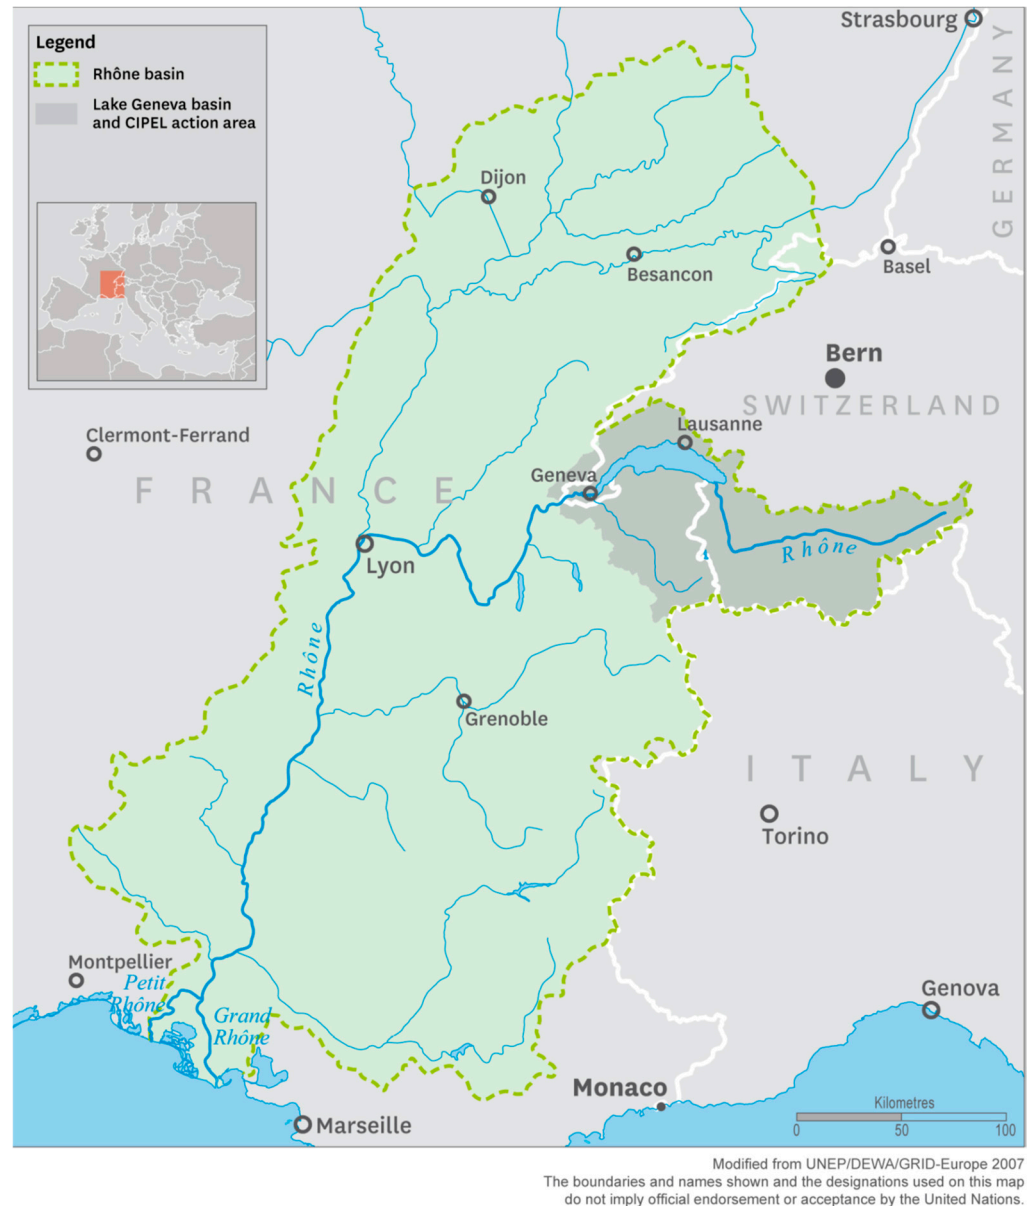 Strasbourg
GERMANY
Legend
Rhône basin
Lake Geneva basin
and CIPEL action area
Dijon
Besancon
Basel
Bern
SWITZERLAND
Clermont-Ferrand
Lausanne
Geneva
FRANCE
Rhône
Lyon
Rhône
Grenoble
ITALY
Torino
Montpellier
Petit
Rhône
Grand
Rhône
Genova
Monaco
Marseille
Kilometres
0 50 100
Modified from UNEP/DEWA/GRID-Europe 2007
The boundaries and names shown and the designations used on this map
do not imply official endorsement or acceptance by the United Nations.